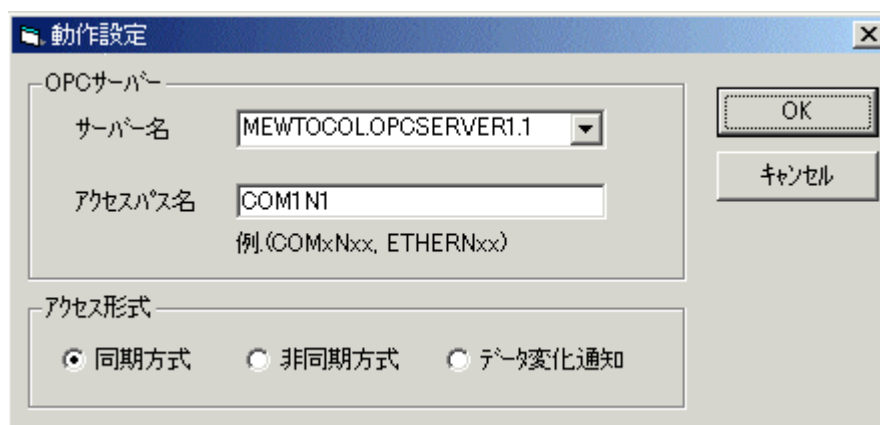 動作設定
OPCサーバー
サーバー名
MEWTOCOL.OPCSERVER1.1
OK
キャンセル
アクセスパス名
COM1N1
例.(COMxNxx, ETHERNxx)
アクセス形式
同期方式 非同期方式 データ変化通知